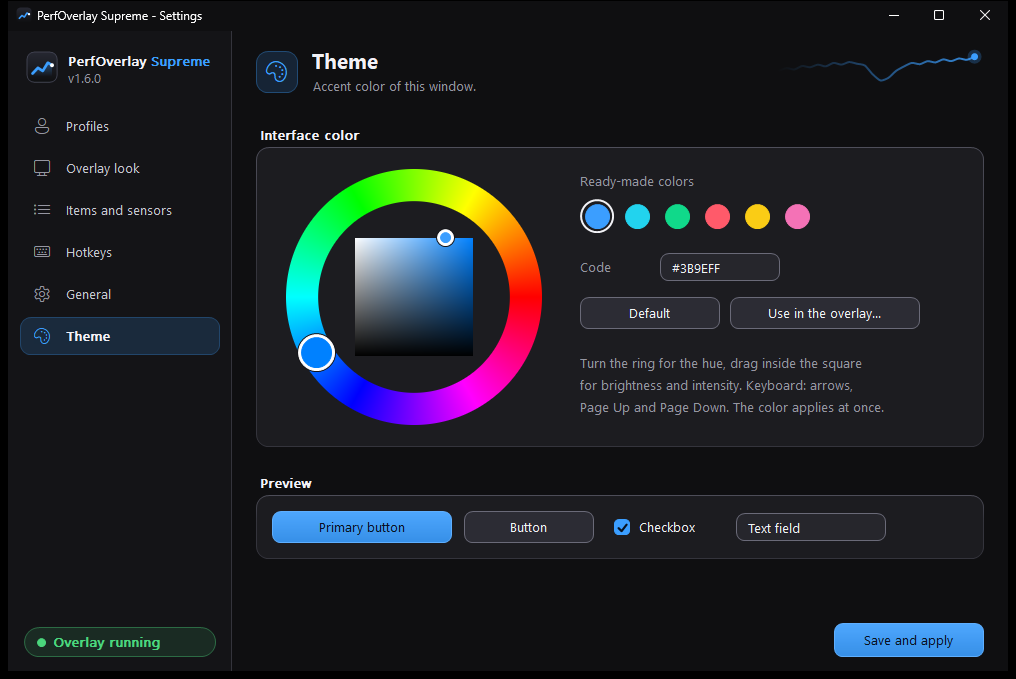 PerfOverlay Supreme - Settings
PerfOverlay Supreme
v1.6.0
Profiles
Overlay look
Items and sensors
Hotkeys
General
Theme
Overlay running
Theme
Accent color of this window.
Interface color
Ready-made colors
Code
#3B9EFF
Default
Use in the overlay...
Turn the ring for the hue, drag inside the square
for brightness and intensity. Keyboard: arrows,
Page Up and Page Down. The color applies at once.
Preview
Primary button
Button
Checkbox
Text field
Save and apply